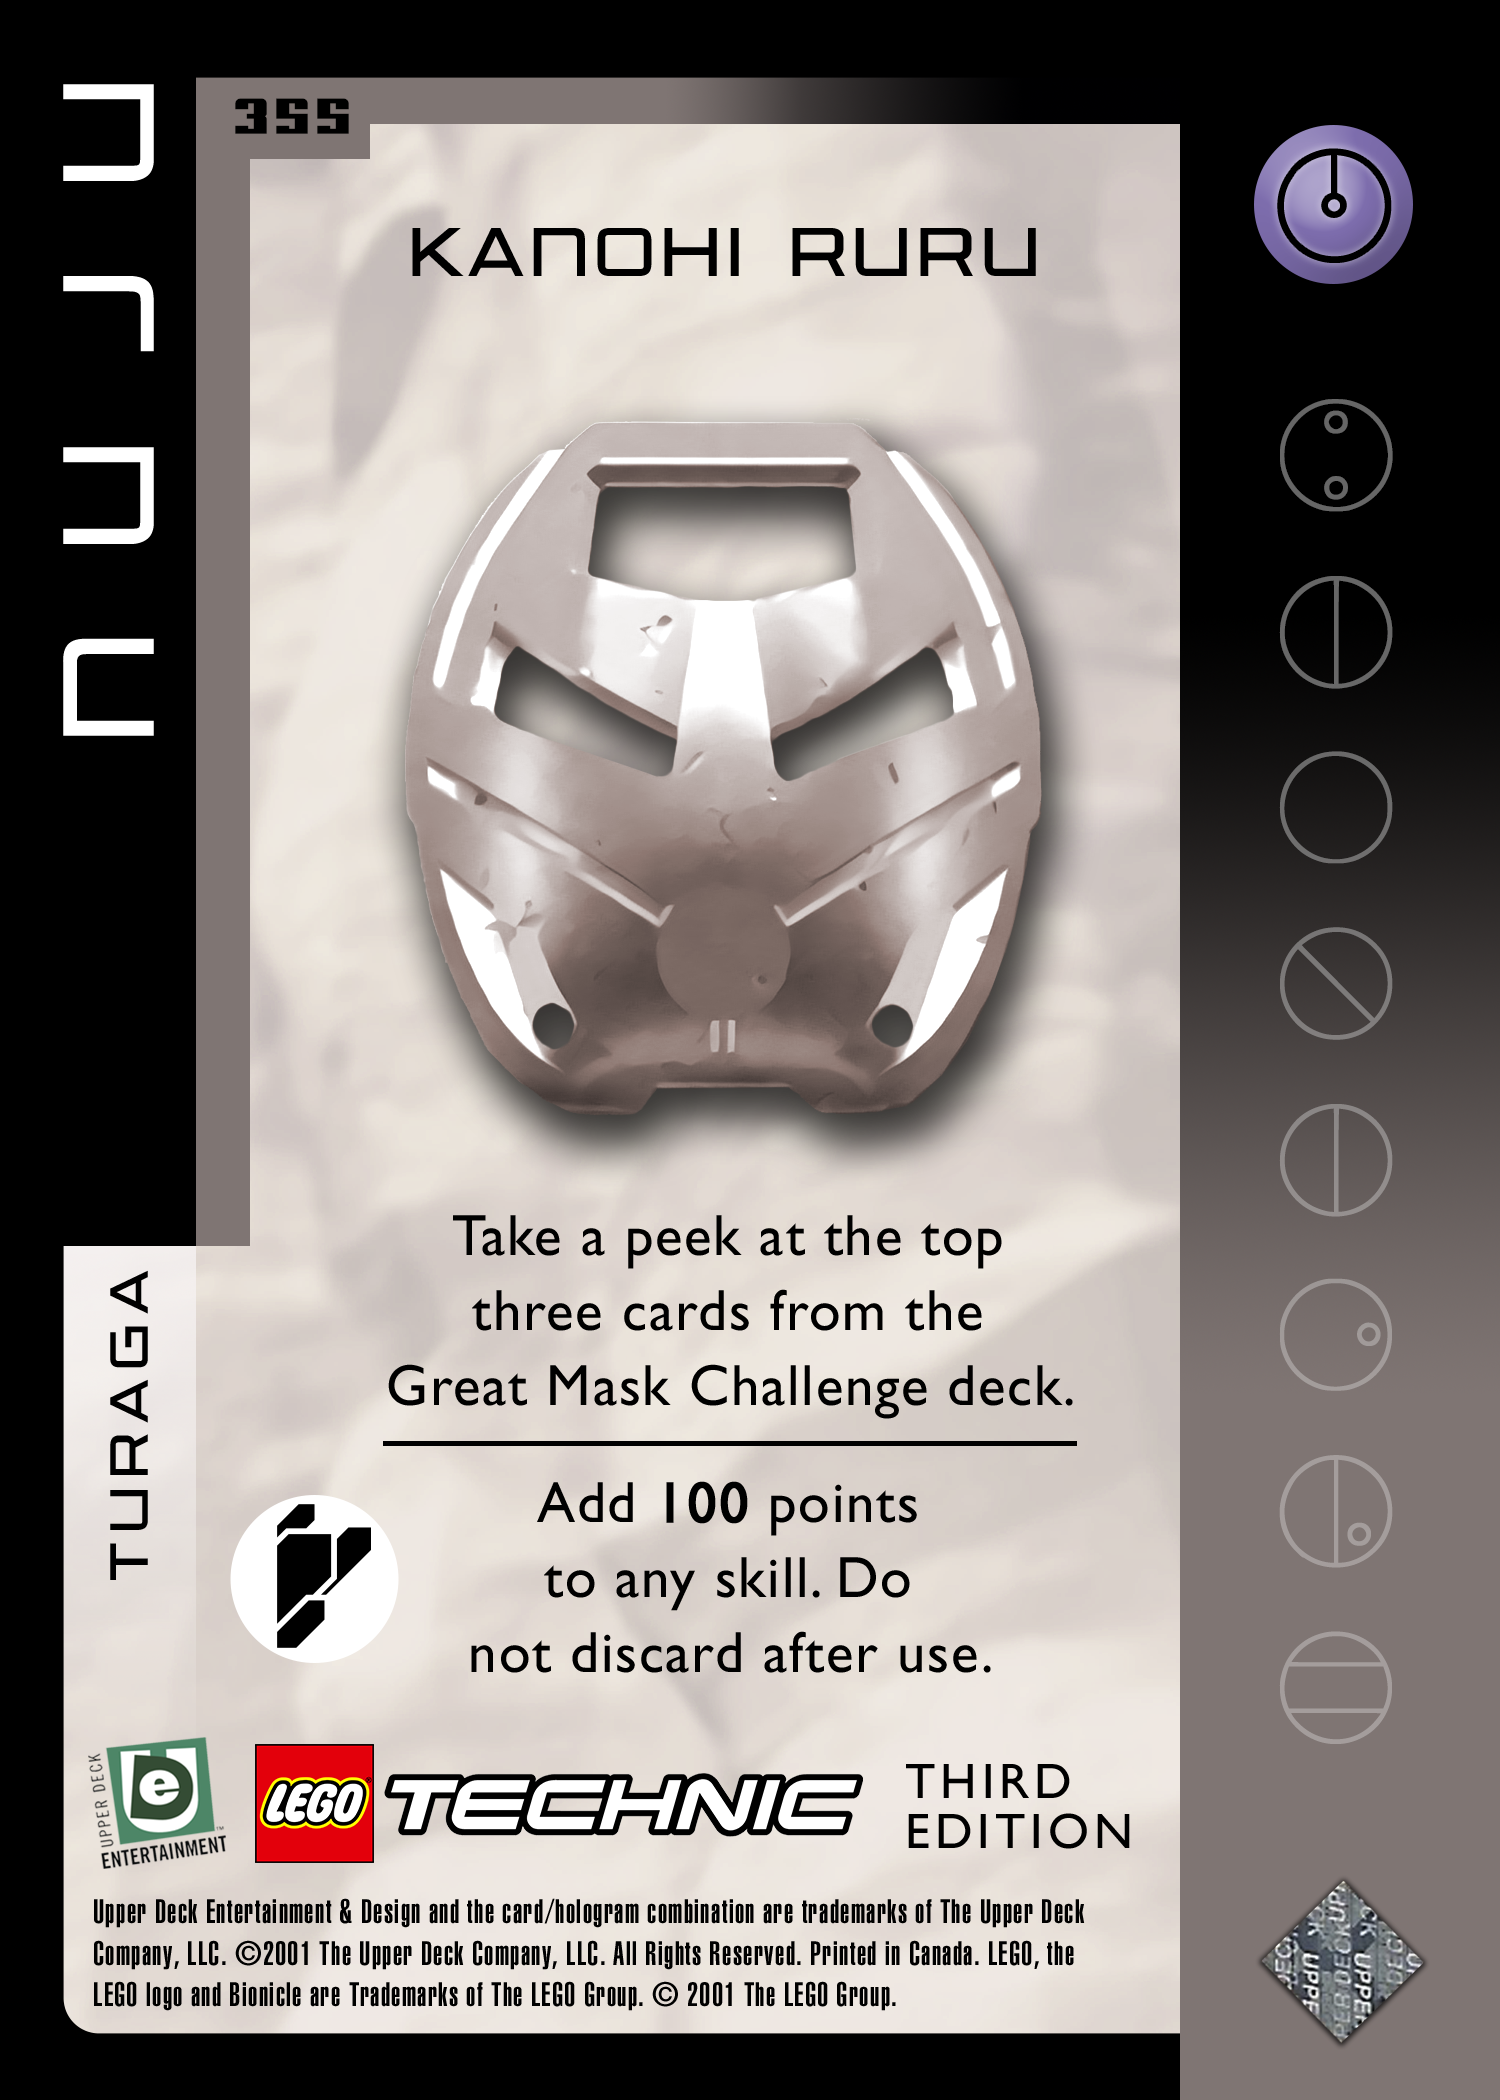 355
NUJU
KANOHI RURU
Take a peek at the top
three cards from the
Great Mask Challenge deck.
TURAGA
Add 100 points
to any skill. Do
not discard after use.
UPPER DECK
ENTERTAINMENT
LEGO TECHNIC
THIRD
EDITION
Upper Deck Entertainment & Design and the card/hologram combination are trademarks of The Upper Deck
Company, LLC. ©2001 The Upper Deck Company, LLC. All Rights Reserved. Printed in Canada. LEGO, the
LEGO logo and Bionicle are Trademarks of The LEGO Group. © 2001 The LEGO Group.